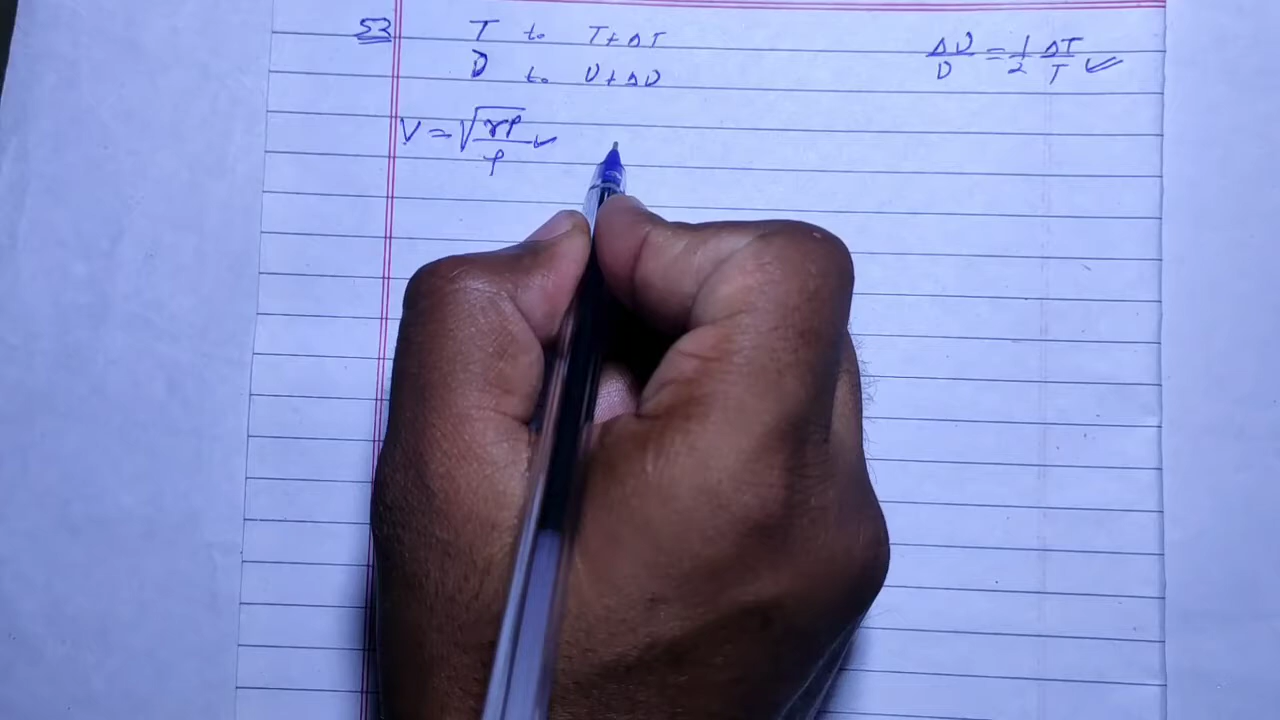 53 T to T+ΔT
υ to υ+Δυ
Δυ/υ = 1/2 ΔT/T ✓
V = √(γP/ρ) ✓